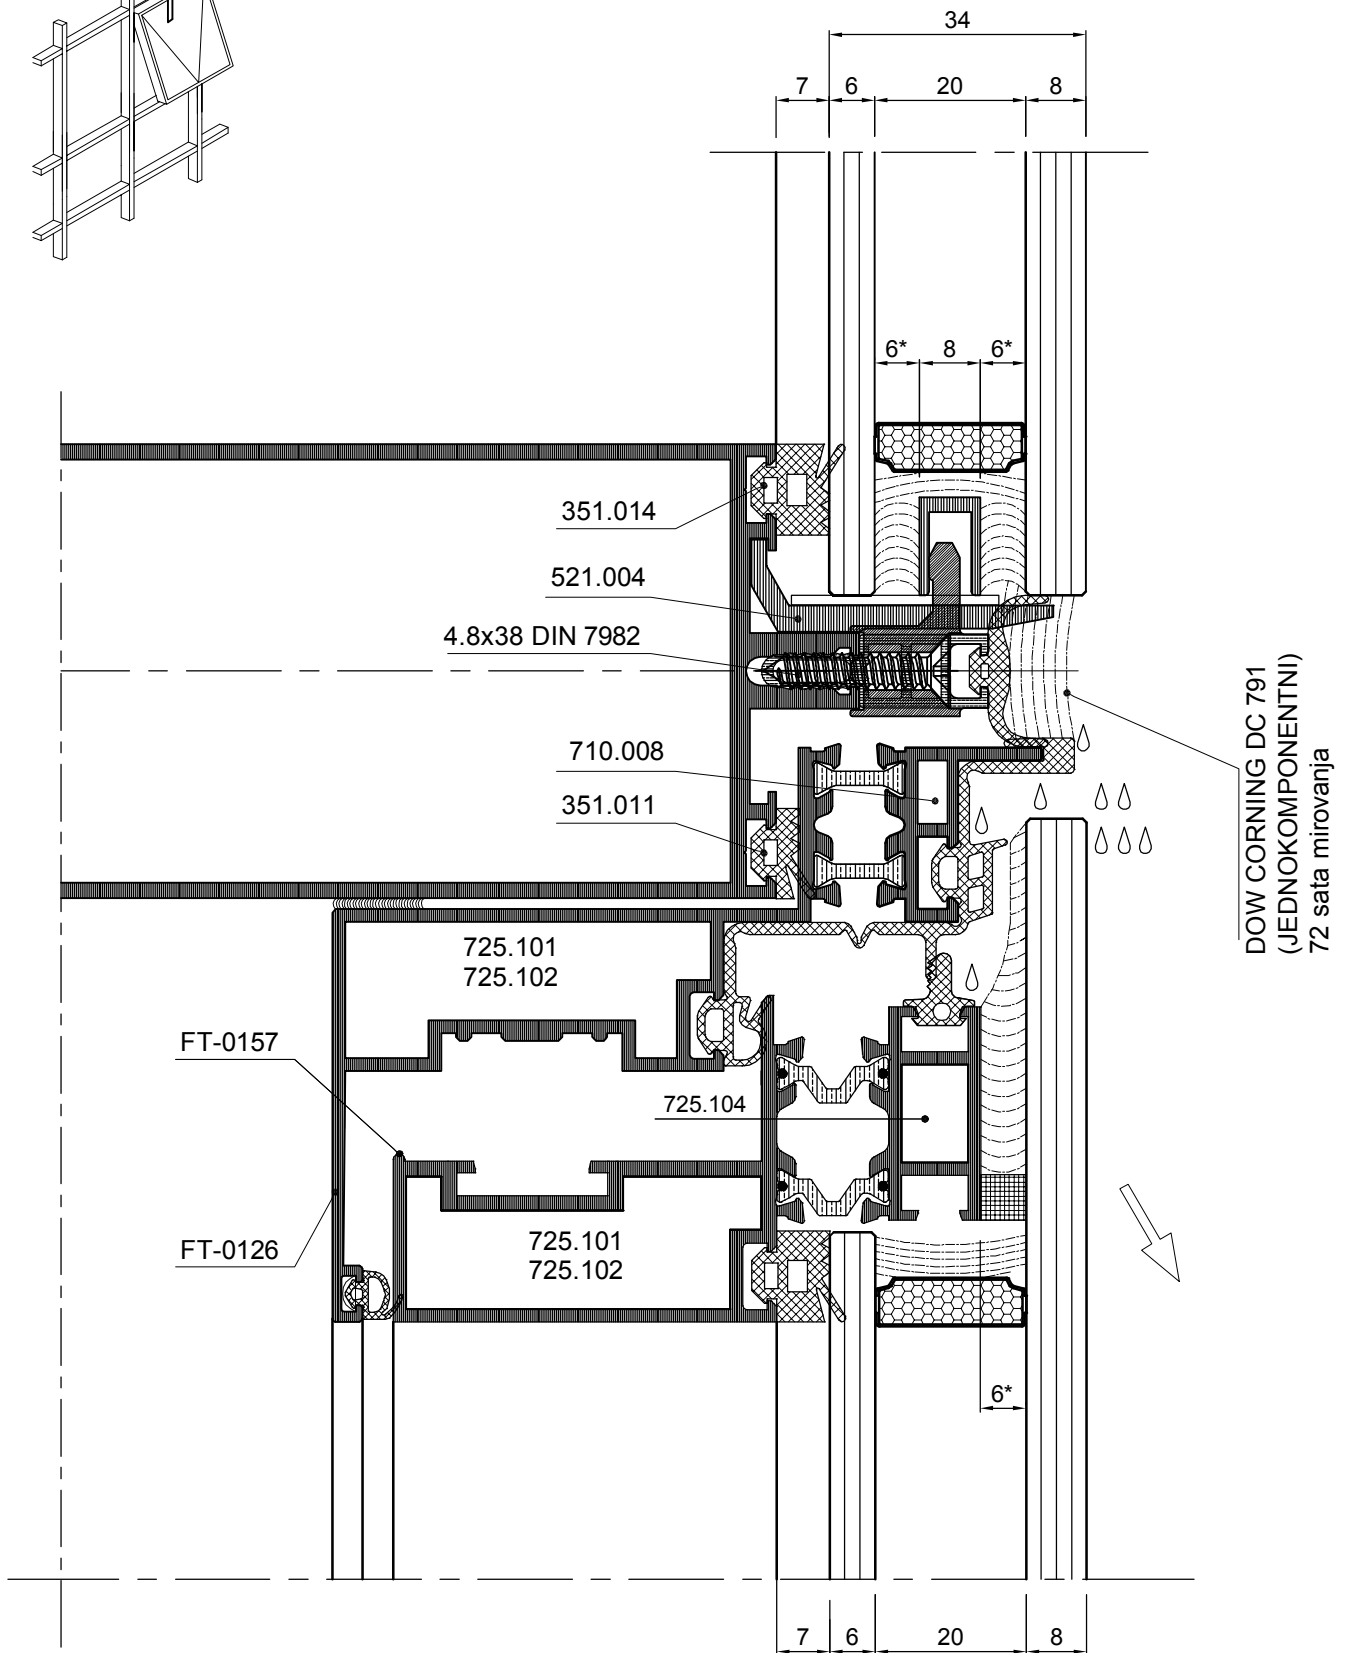 34
7 6 20 8
6* 8 6*
351.014
521.004
4.8x38 DIN 7982
710.008
351.011
DOW CORNING DC 791
(JEDNOKOMPONENTNI)
72 sata mirovanja
725.101
725.102
FT-0157
725.104
FT-0126
725.101
725.102
6*
7 6 20 8